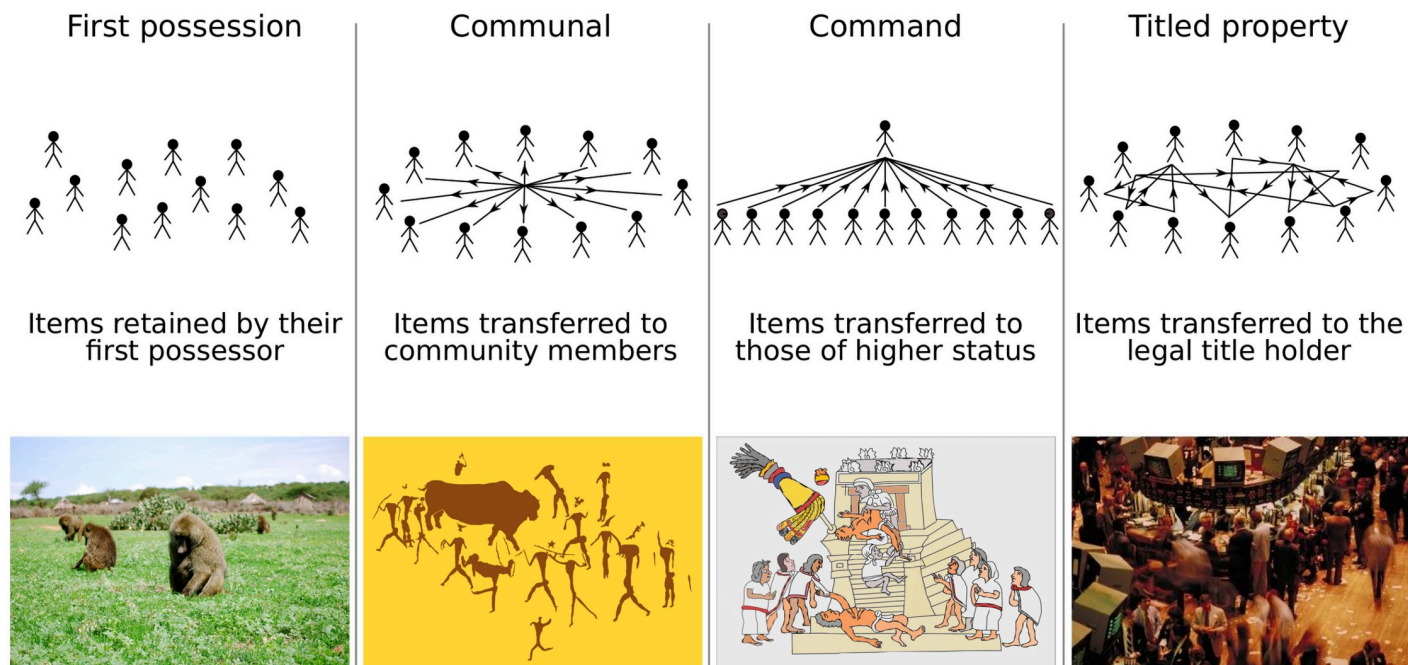 First possession
Communal
Command
Titled property
Items retained by their
first possessor
Items transferred to
community members
Items transferred to
those of higher status
Items transferred to the
legal title holder